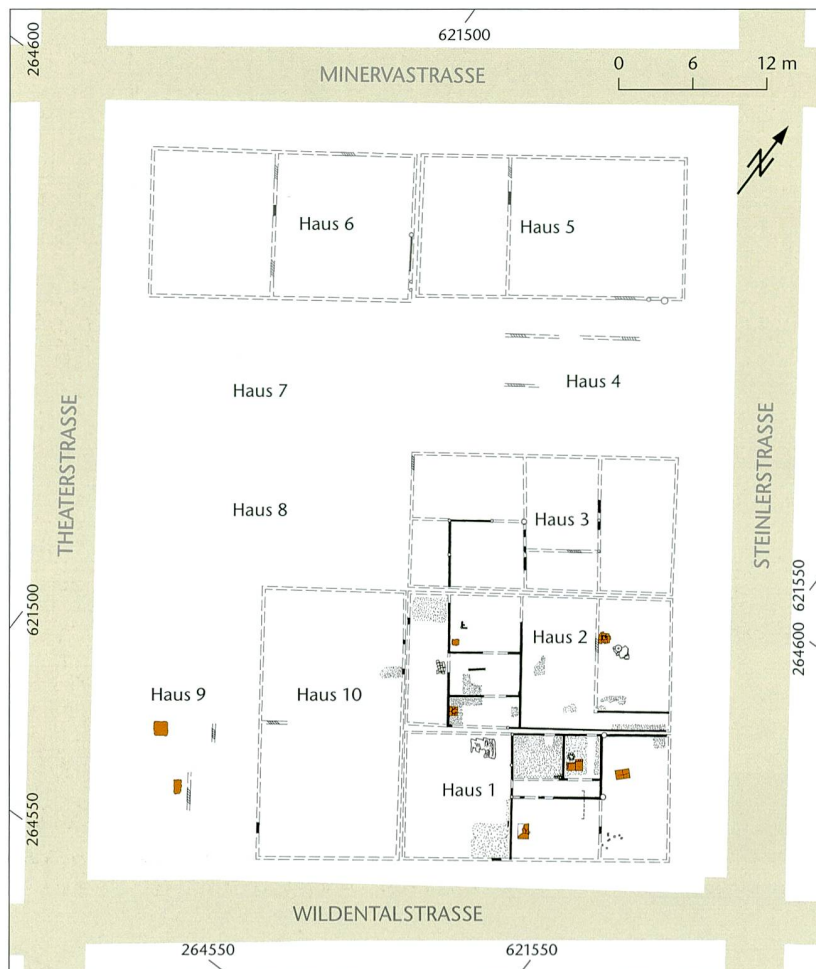 621500
264600
MINERVASTRASSE
0 6 12 m
N
Haus 6
Haus 5
Haus 4
Haus 7
THEATERSTRASSE
STEINLERSTRASSE
Haus 8
Haus 3
621500
621550
264600
Haus 2
Haus 9
Haus 10
Haus 1
264550
WILDENTALSTRASSE
264550
621550